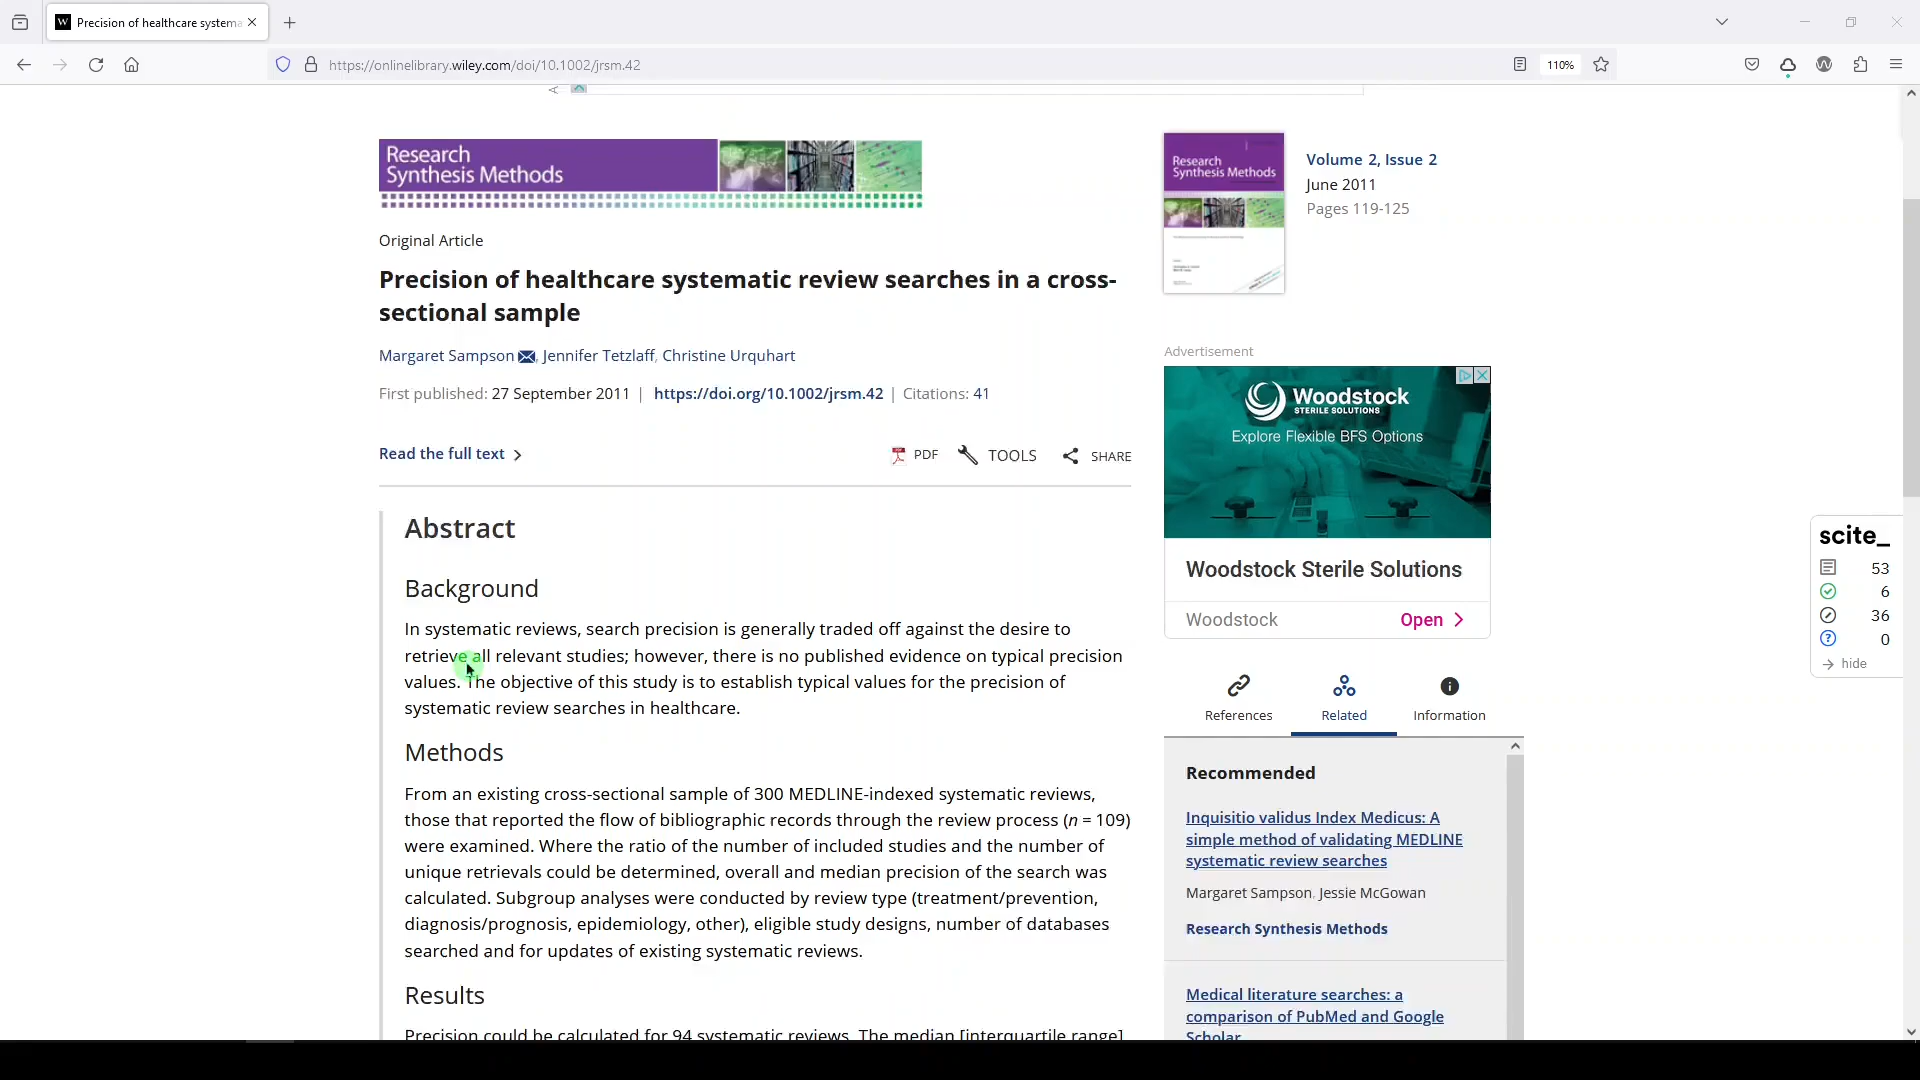 W Precision of healthcare systema
https://onlinelibrary.wiley.com/doi/10.1002/jrsm.42
110%
Research
Synthesis Methods
Original Article
Precision of healthcare systematic review searches in a cross-
sectional sample
Margaret Sampson, Jennifer Tetzlaff, Christine Urquhart
First published: 27 September 2011 | https://doi.org/10.1002/jrsm.42 | Citations: 41
Read the full text
PDF
TOOLS
SHARE
Abstract
Background
In systematic reviews, search precision is generally traded off against the desire to
retrieve all relevant studies; however, there is no published evidence on typical precision
values. The objective of this study is to establish typical values for the precision of
systematic review searches in healthcare.
Methods
From an existing cross-sectional sample of 300 MEDLINE-indexed systematic reviews,
those that reported the flow of bibliographic records through the review process (n = 109)
were examined. Where the ratio of the number of included studies and the number of
unique retrievals could be determined, overall and median precision of the search was
calculated. Subgroup analyses were conducted by review type (treatment/prevention,
diagnosis/prognosis, epidemiology, other), eligible study designs, number of databases
searched and for updates of existing systematic reviews.
Results
Precision could be calculated for 94 systematic reviews. The median [interquartile range]
Research
Synthesis Methods
Volume 2, Issue 2
June 2011
Pages 119-125
Advertisement
Woodstock
STERILE SOLUTIONS
Explore Flexible BFS Options
Woodstock Sterile Solutions
Woodstock
Open
References
Related
Information
Recommended
Inquisitio validus Index Medicus: A
simple method of validating MEDLINE
systematic review searches
Margaret Sampson, Jessie McGowan
Research Synthesis Methods
Medical literature searches: a
comparison of PubMed and Google
Scholar
scite_
53
6
36
0
hide